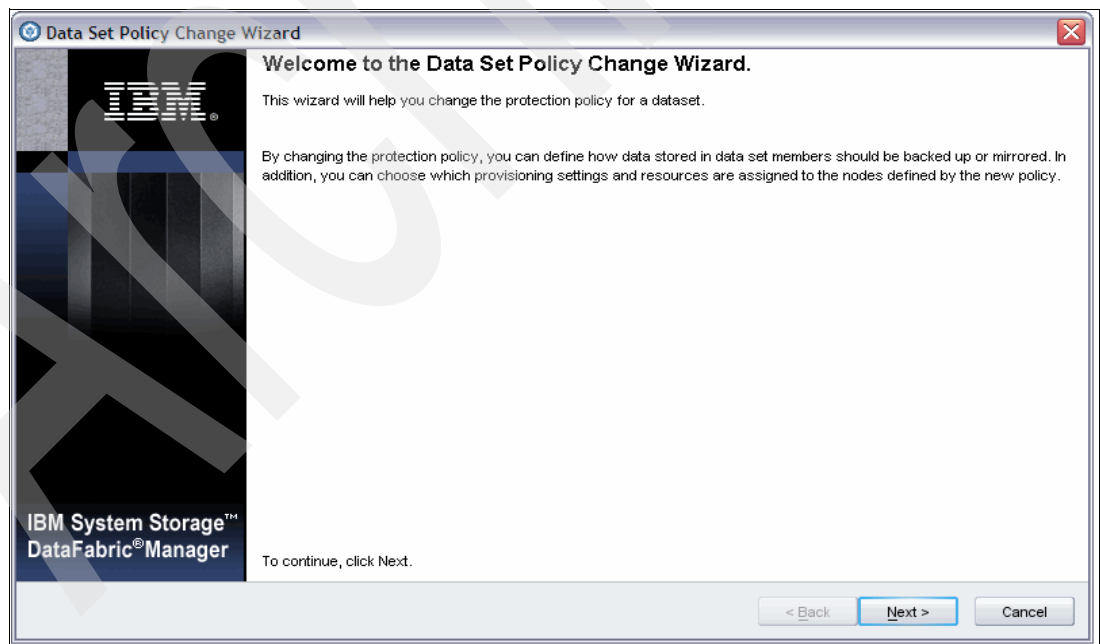 Data Set Policy Change Wizard
IBM®
Welcome to the Data Set Policy Change Wizard.
This wizard will help you change the protection policy for a dataset.
By changing the protection policy, you can define how data stored in data set members should be backed up or mirrored. In
addition, you can choose which provisioning settings and resources are assigned to the nodes defined by the new policy.
IBM System Storage™
DataFabric®Manager
To continue, click Next.
< Back
Next >
Cancel